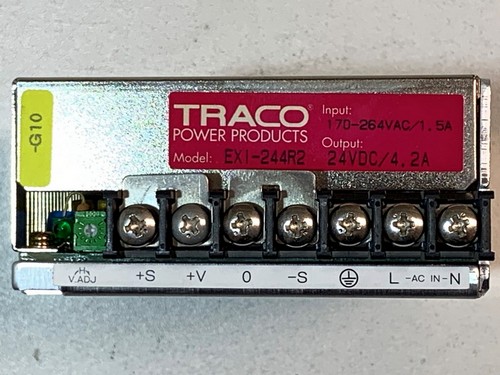 -G10
TRACO®
POWER PRODUCTS
Model: EXI-244R2
Input:
170-264VAC/1.5A
Output:
24VDC/4.2A
V.ADJ +S +V 0 -S L -AC IN- N